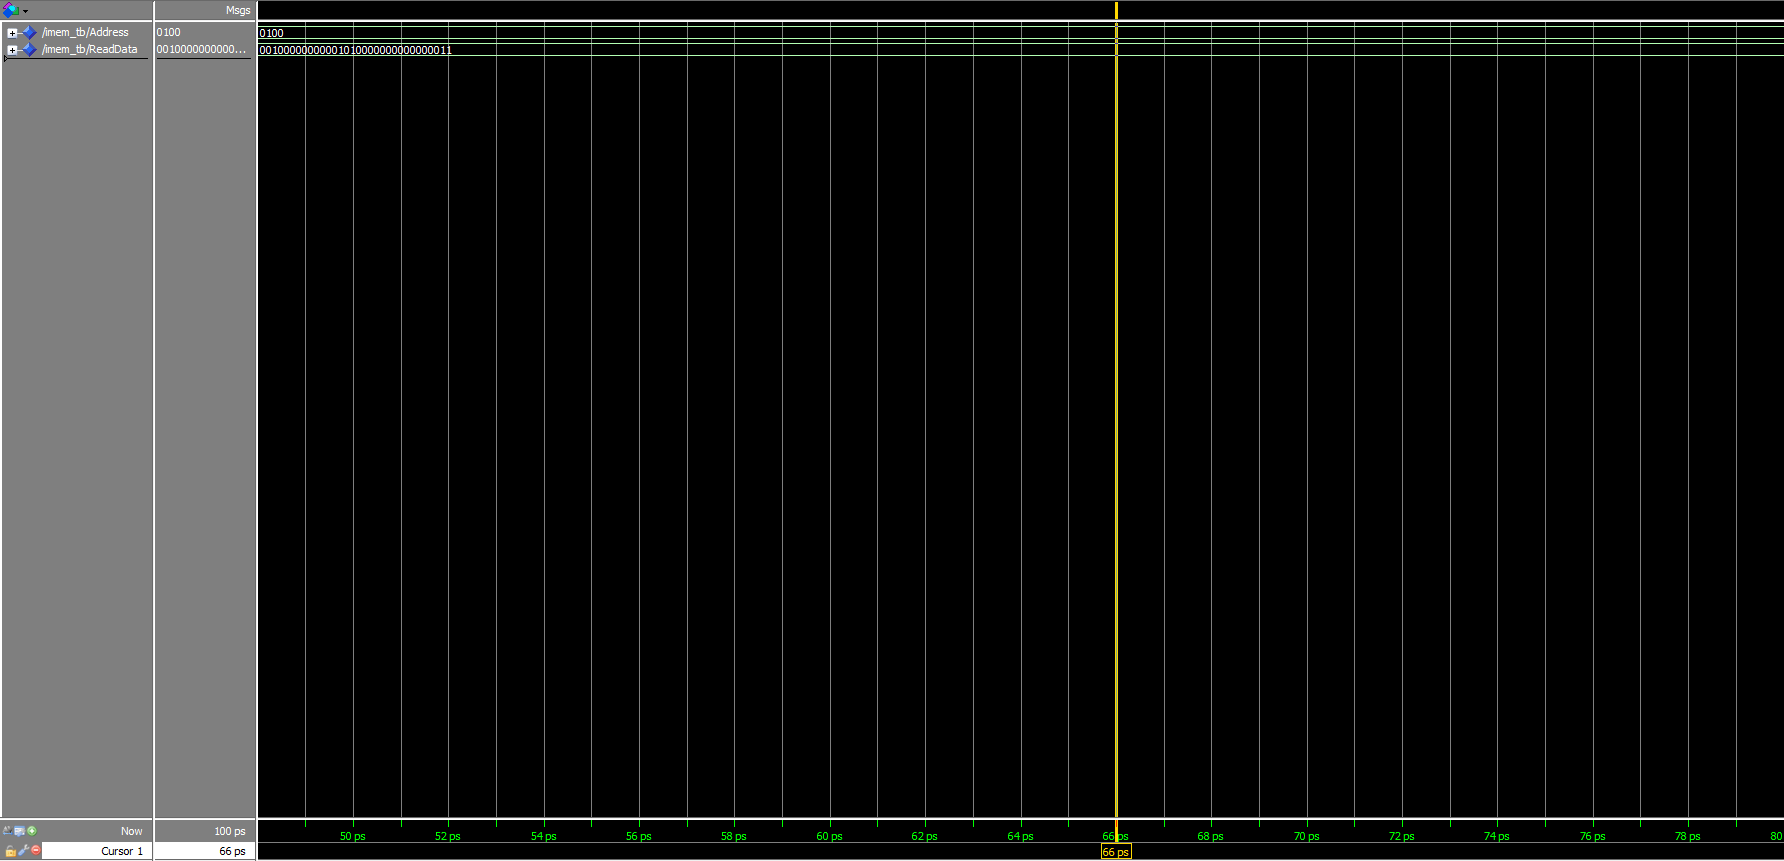 Msgs
/imem_tb/Address 0100 0100
/imem_tb/ReadData 0010000000000... 00100000000001010000000000000011
Now 100 ps 50 ps 52 ps 54 ps 56 ps 58 ps 60 ps 62 ps 64 ps 66 ps 68 ps 70 ps 72 ps 74 ps 76 ps 78 ps 80
Cursor 1 66 ps 66 ps